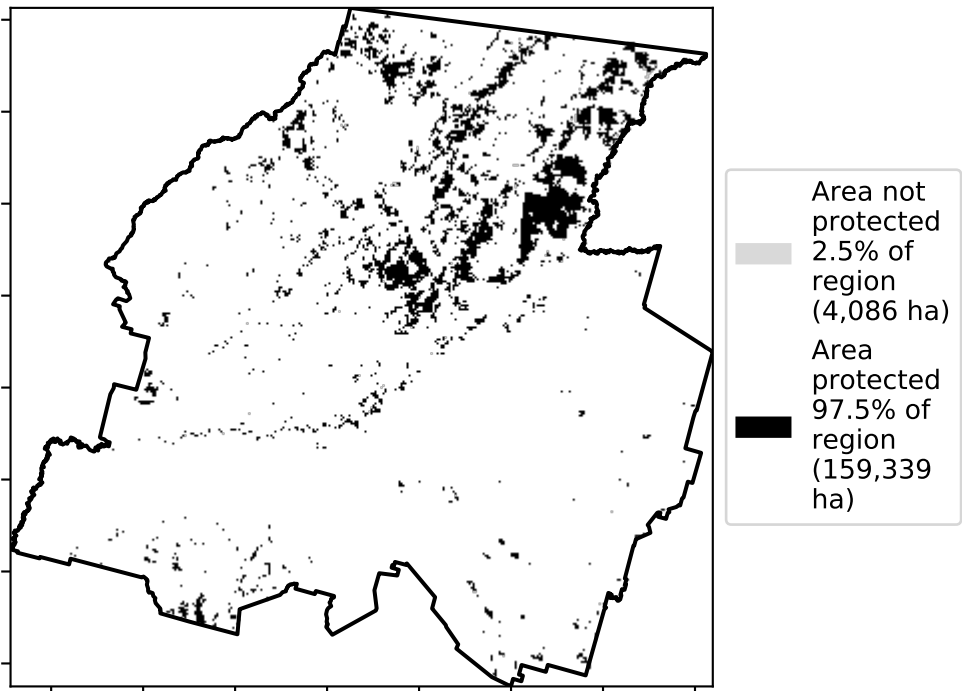 Area not
protected
2.5% of
region
(4,086 ha)
Area
protected
97.5% of
region
(159,339
ha)